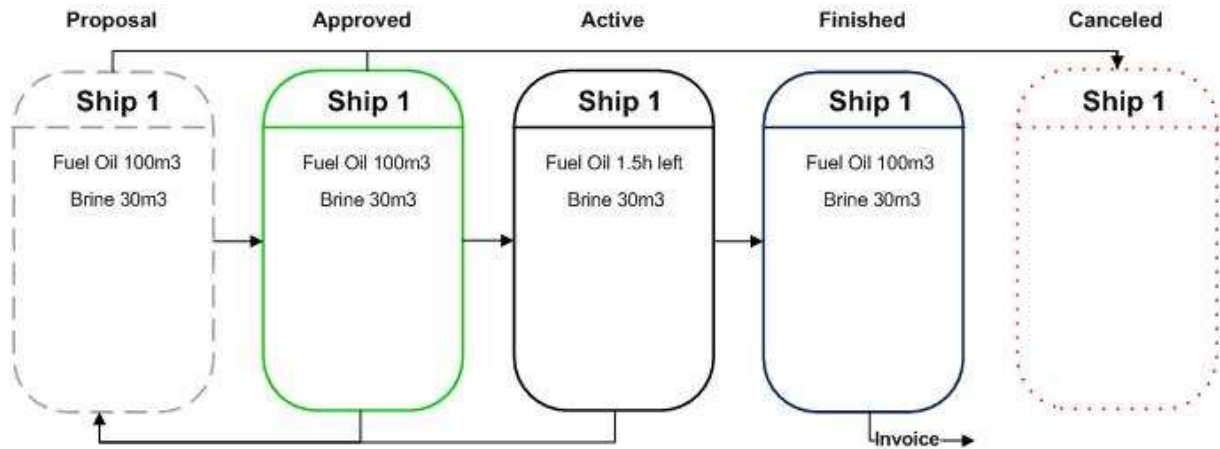 Proposal
Approved
Active
Finished
Canceled
Ship 1
Fuel Oil 100m3
Brine 30m3
Ship 1
Fuel Oil 100m3
Brine 30m3
Ship 1
Fuel Oil 1.5h left
Brine 30m3
Ship 1
Fuel Oil 100m3
Brine 30m3
Ship 1
Invoice